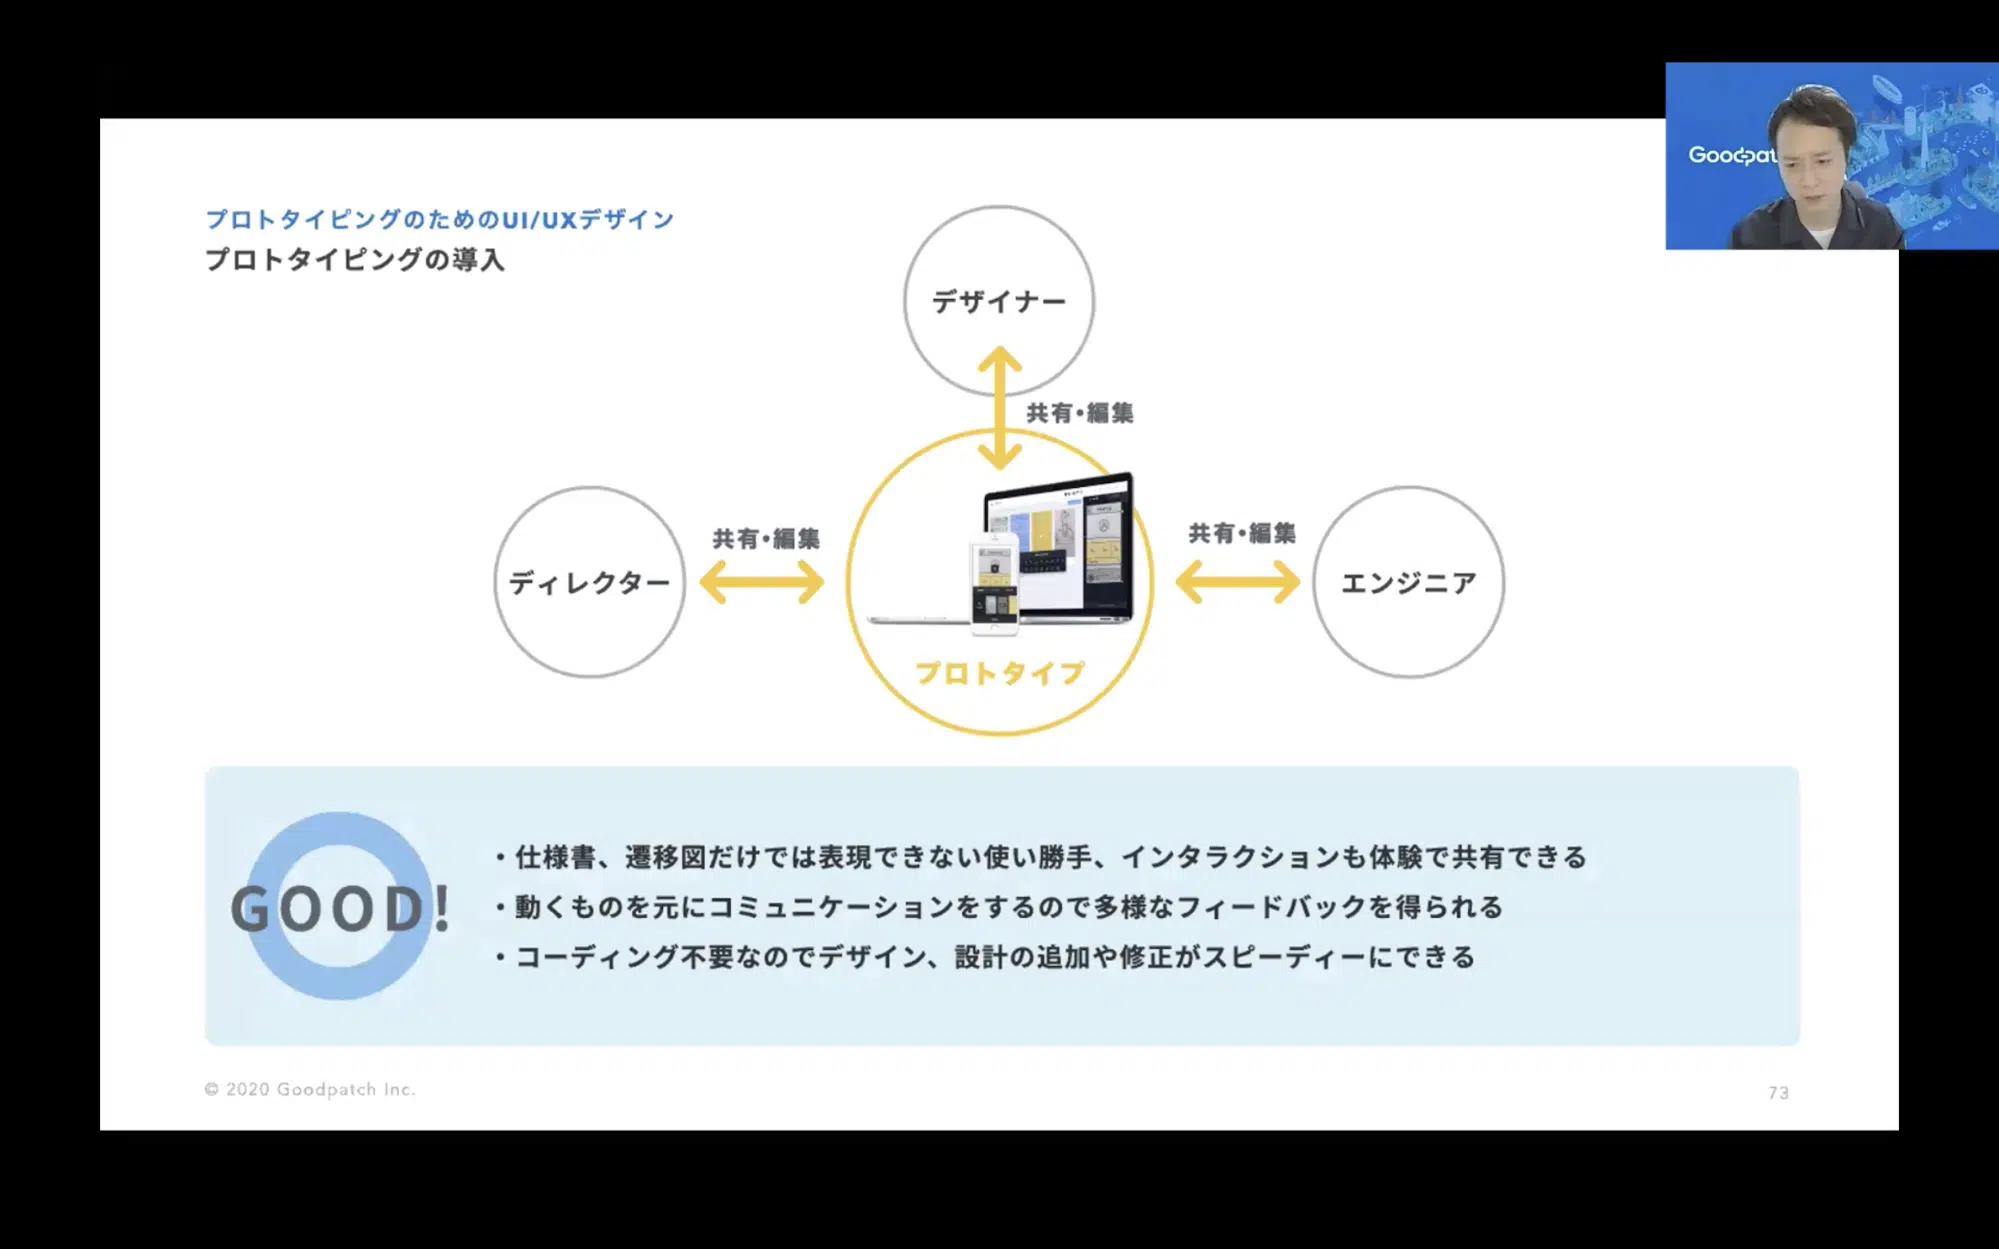 プロトタイピングのためのUI/UXデザイン
プロトタイピングの導入
Goodpat
デザイナー
共有・編集
ディレクター
共有・編集
共有・編集
エンジニア
プロトタイプ
GOOD!
・仕様書、遷移図だけでは表現できない使い勝手、インタラクションも体験で共有できる
・動くものを元にコミュニケーションをするので多様なフィードバックを得られる
・コーディング不要なのでデザイン、設計の追加や修正がスピーディーにできる
© 2020 Goodpatch Inc.
73